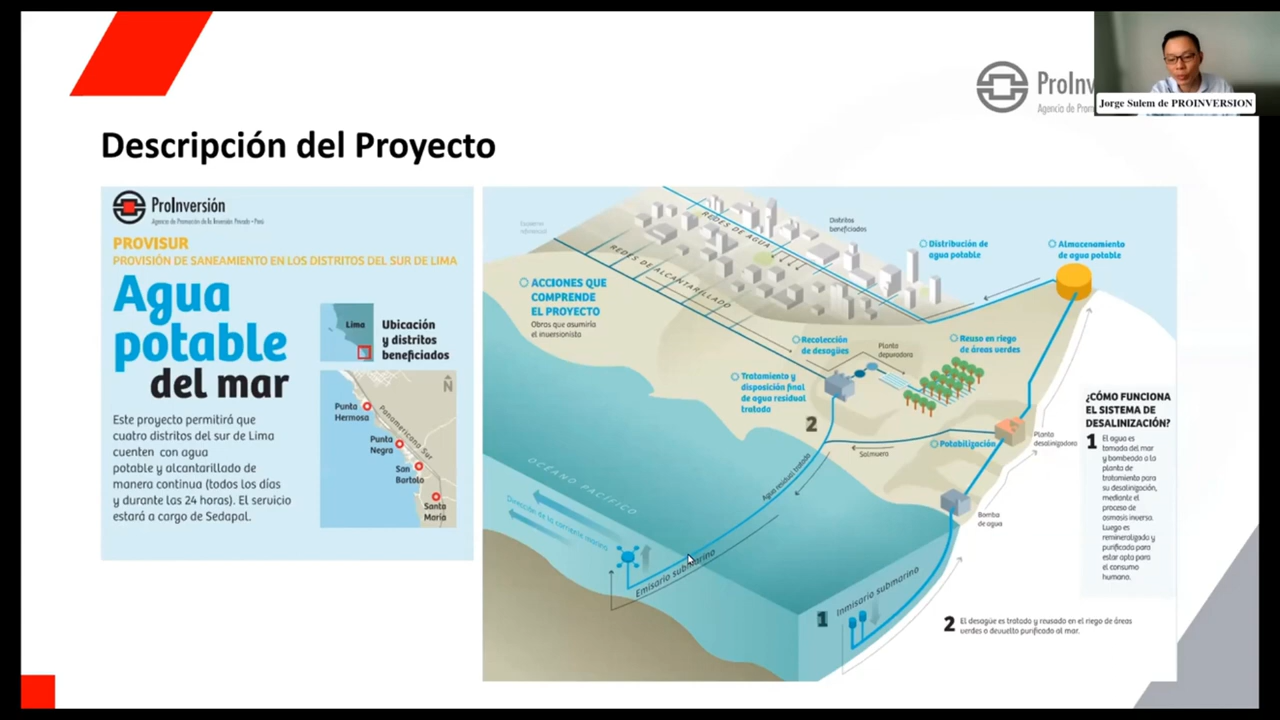 ProInv
Agencia de Prom
Jorge Sulem de PROINVERSION
Descripción del Proyecto
ProInversión
Agencia de Promoción de la Inversión Privada - Perú
PROVISUR
PROVISIÓN DE SANEAMIENTO EN LOS DISTRITOS DEL SUR DE LIMA
Agua
potable
del mar
Este proyecto permitirá que
cuatro distritos del sur de Lima
cuenten con agua
potable y alcantarillado de
manera continua (todos los días
y durante las 24 horas). El servicio
estará a cargo de Sedapal.
Lima
Ubicación
y distritos
beneficiados
N
Punta
Hermosa
Panamericana Sur
Punta
Negra
San
Bartolo
Santa
María
REDES DE AGUA
Distritos
beneficiados
REDES DE ALCANTARILLADO
ACCIONES QUE
COMPRENDE
EL PROYECTO
Obras que asumiría
el inversionista
Distribución de
agua potable
Almacenamiento
de agua potable
Recolección
de desagües
Planta
depuradora
Reuso en riego
de áreas verdes
Tratamiento y
disposición final
de agua residual
tratada
2
Potabilización
Planta
desalinizadora
Salmuera
Agua residual tratada
OCÉANO PACÍFICO
Dirección de la corriente marina
Bomba
de agua
Emisario submarino
1
Inmisario submarino
¿CÓMO FUNCIONA
EL SISTEMA DE
DESALINIZACIÓN?
1 El agua es
tomada del mar
y bombeada a la
planta de
tratamiento para
su desalinización,
mediante el
proceso de
osmosis inversa.
Luego es
remineralizada y
purificada para
estar apta para
el consumo
humano.
2 El desagüe es tratado y reusado en el riego de áreas
verdes o devuelto purificado al mar.